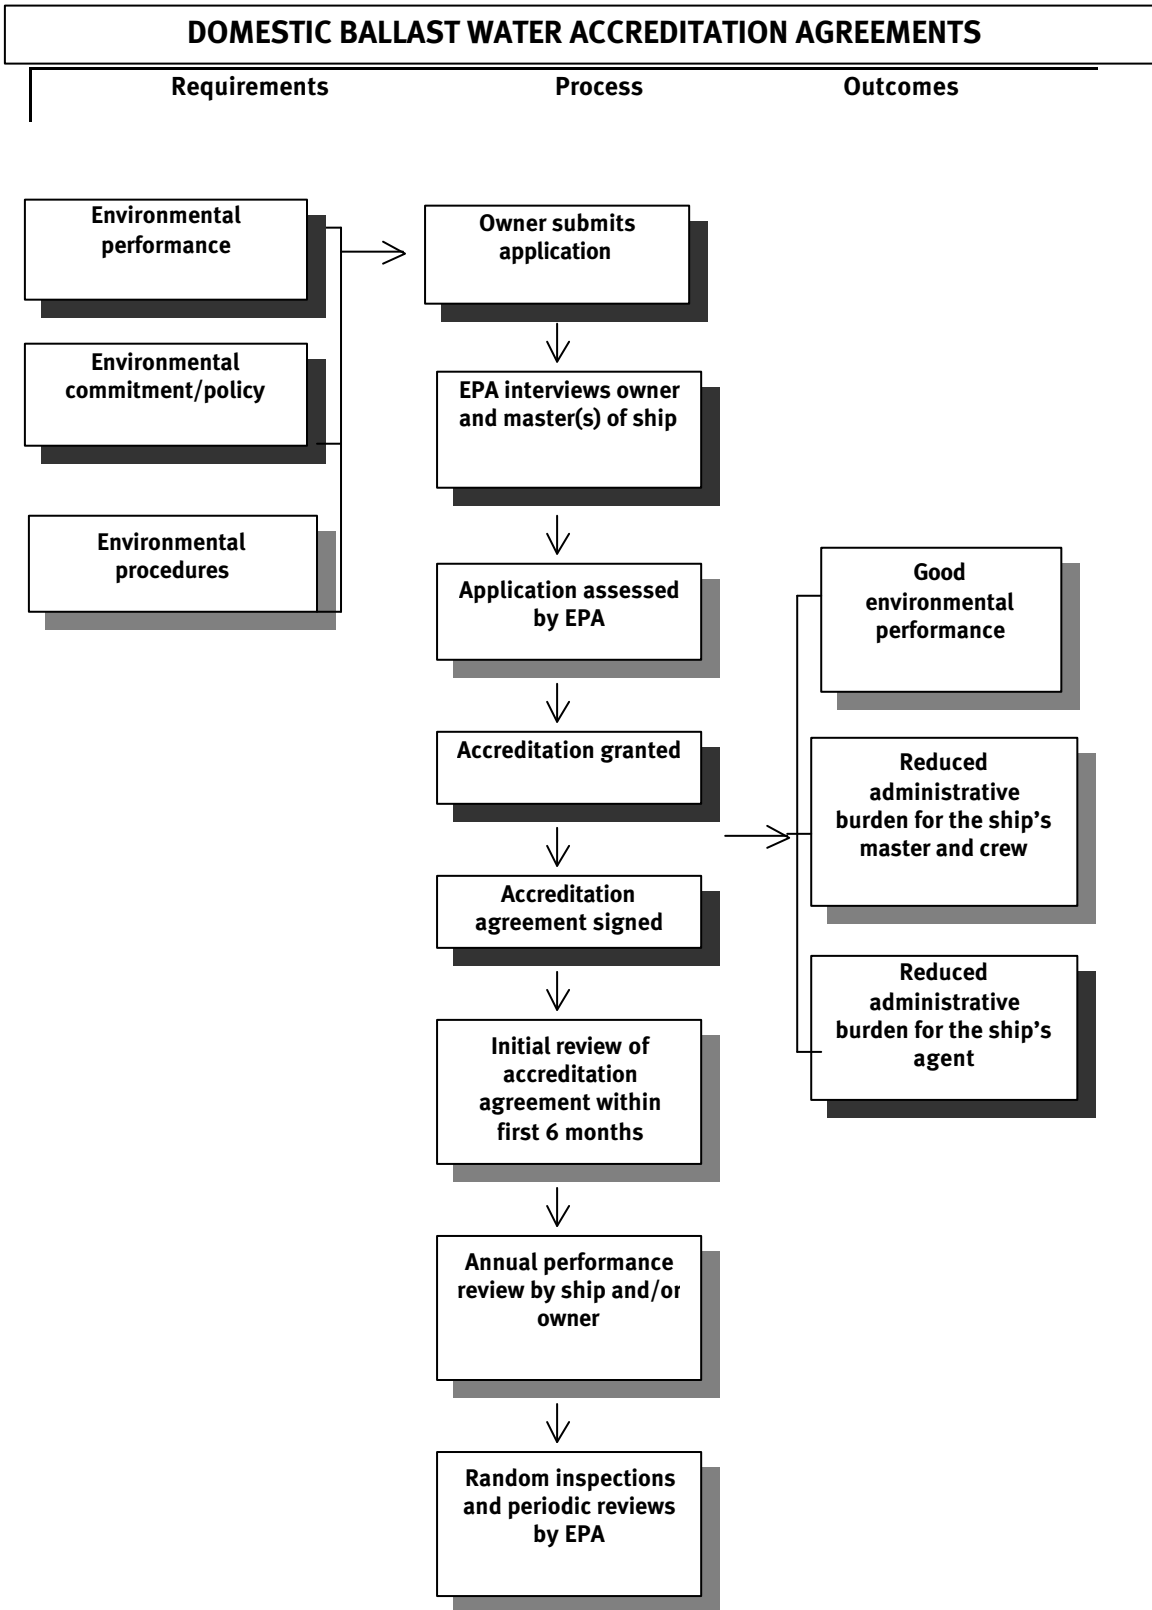 DOMESTIC BALLAST WATER ACCREDITATION AGREEMENTS
Requirements
Process
Outcomes
Environmental
performance
Environmental
commitment/policy
Environmental
procedures
Owner submits
application
EPA interviews owner
and master(s) of ship
Application assessed
by EPA
Accreditation granted
Accreditation
agreement signed
Initial review of
accreditation
agreement within
first 6 months
Annual performance
review by ship and/or
owner
Random inspections
and periodic reviews
by EPA
Good
environmental
performance
Reduced
administrative
burden for the ship’s
master and crew
Reduced
administrative
burden for the ship’s
agent